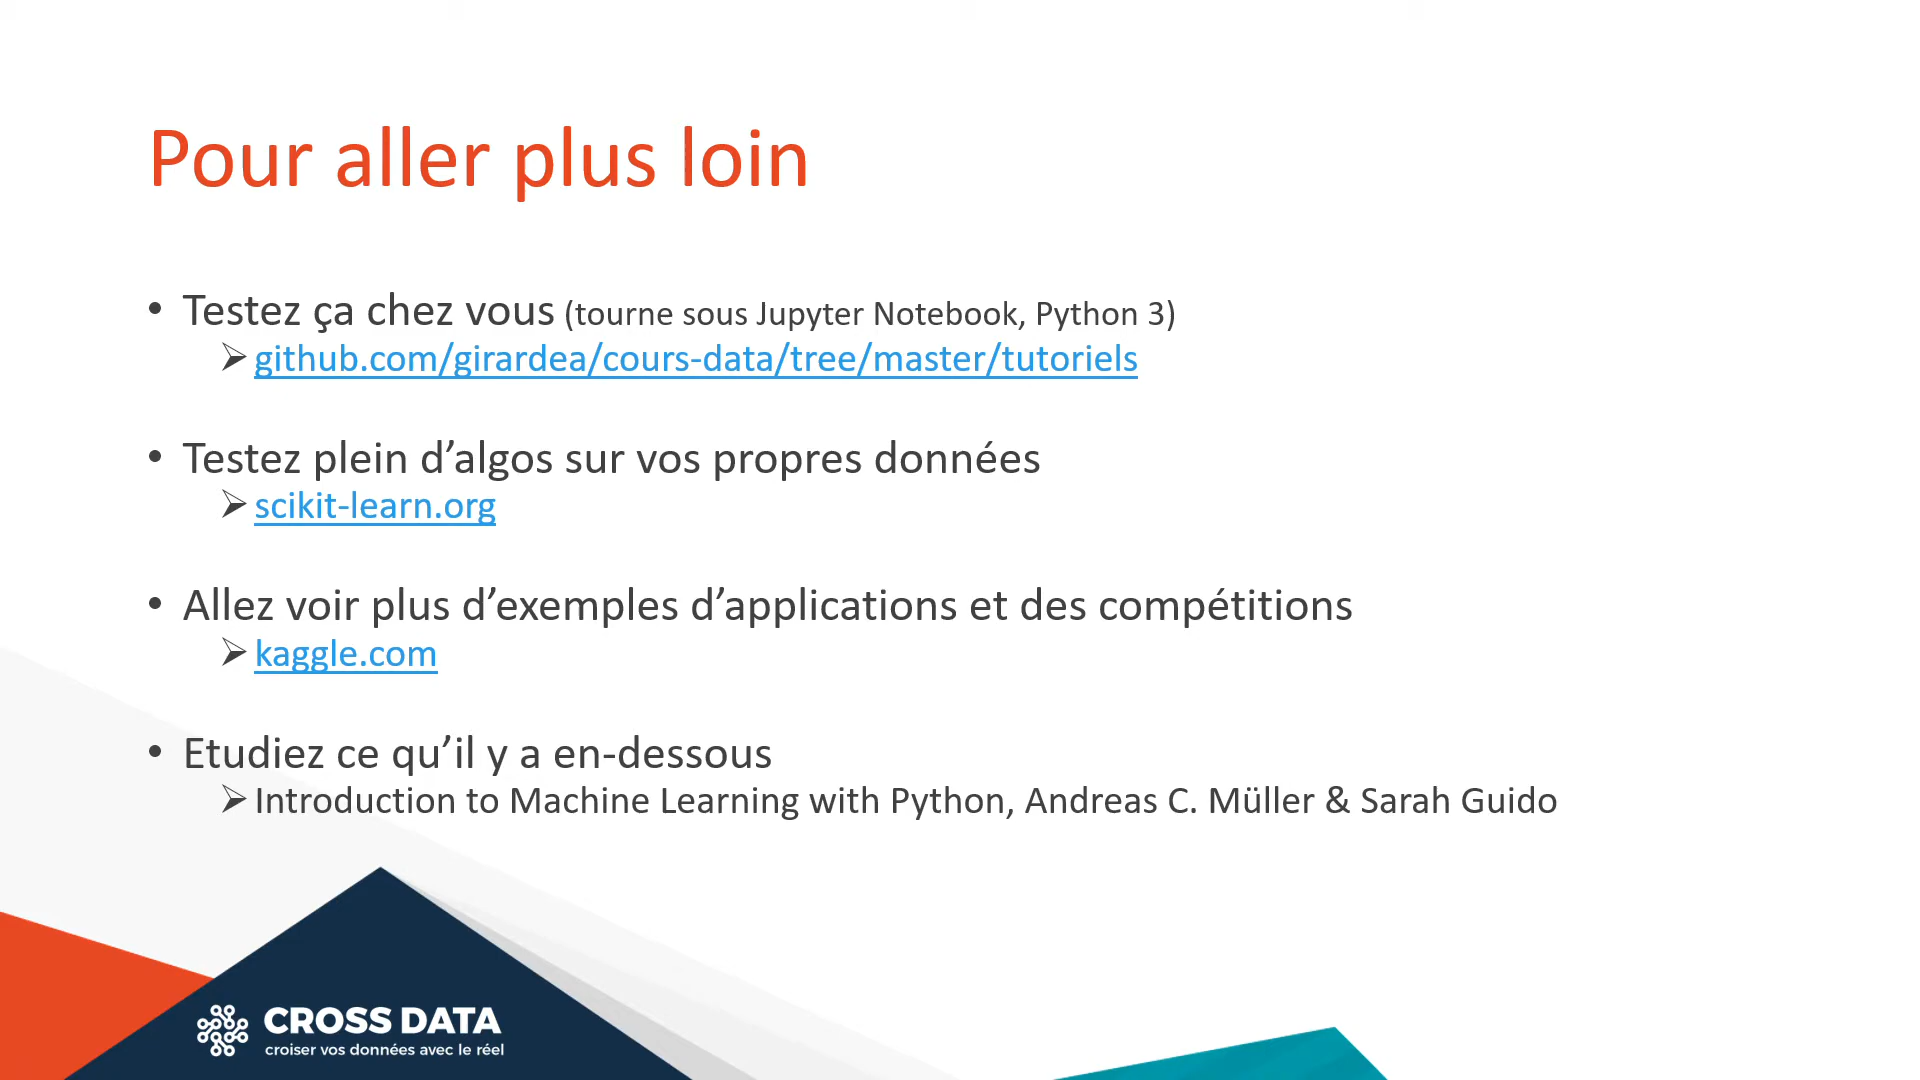 Pour aller plus loin
• Testez ça chez vous (tourne sous Jupyter Notebook, Python 3)
➢ github.com/girardea/cours-data/tree/master/tutoriels
• Testez plein d’algos sur vos propres données
➢ scikit-learn.org
• Allez voir plus d’exemples d’applications et des compétitions
➢ kaggle.com
• Etudiez ce qu’il y a en-dessous
➢ Introduction to Machine Learning with Python, Andreas C. Müller & Sarah Guido
CROSS DATA
croiser vos données avec le réel